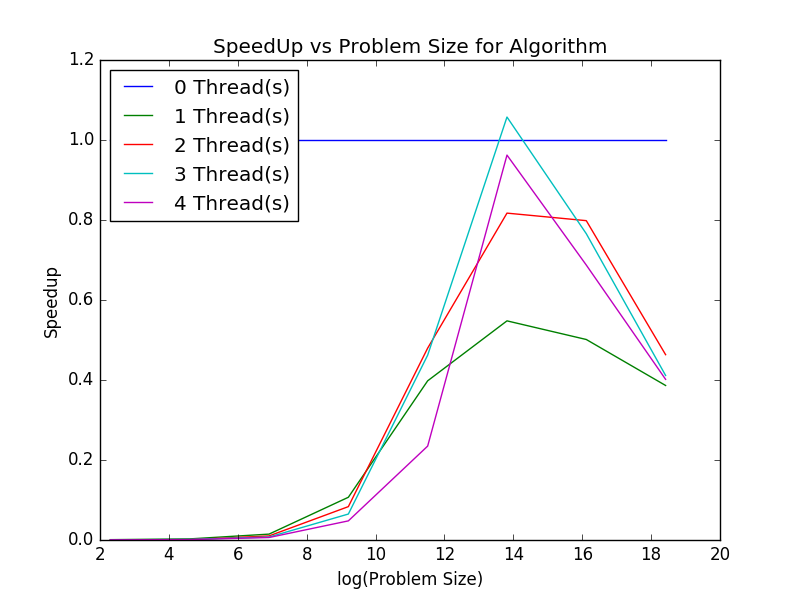 SpeedUp vs Problem Size for Algorithm
1.2
1.0
0.8
0.6
0.4
0.2
0.0
Speedup
0 Thread(s)
1 Thread(s)
2 Thread(s)
3 Thread(s)
4 Thread(s)
2 4 6 8 10 12 14 16 18 20
log(Problem Size)